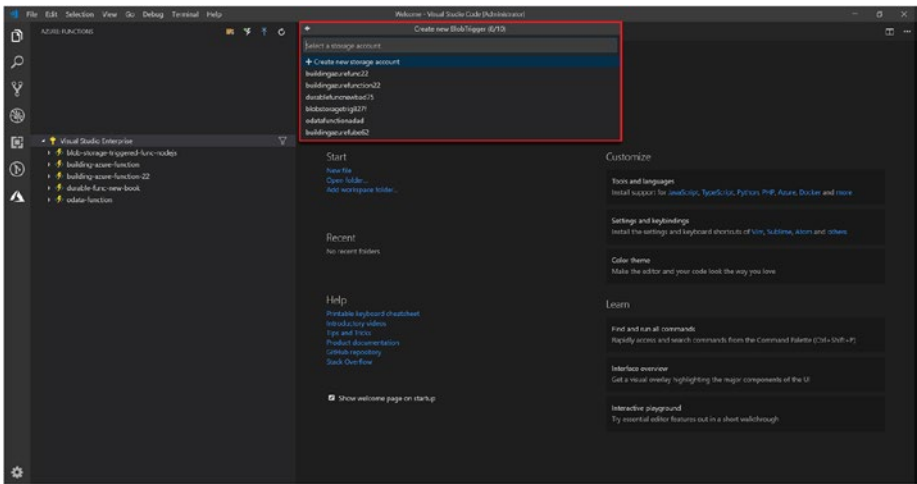 File Edit Selection View Go Debug Terminal Help
Welcome - Visual Studio Code [Administrator]
AZURE: FUNCTIONS
Create new BlobTrigger (6/10)
Select a storage account
+ Create new storage account
buildingazurefunc22
buildingazurefunction22
durablefuncnewbad75
blobstoragetrig8271
odatafunctionadad
Visual Studio Enterprise
blob-storage-triggered-func-nodejs
building-azure-function
building-azure-function-22
durable-func-new-book
odata-function
Start
New file
Open folder...
Add workspace folder...
Recent
No recent folders
Help
Printable keyboard cheatsheet
Introductory videos
Tips and Tricks
Product documentation
GitHub repository
Stack Overflow
Show welcome page on startup
Customize
Tools and languages
Install support for JavaScript, TypeScript, Python, PHP, Azure, Docker and more
Settings and keybindings
Install the settings and keyboard shortcuts of Vim, Sublime, Atom and others
Color theme
Make the editor and your code look the way you love
Learn
Find and run all commands
Rapidly access and search commands from the Command Palette (Ctrl+Shift+P)
Interface overview
Get a visual overlay highlighting the major components of the UI
Interactive playground
Try essential editor features out in a short walkthrough